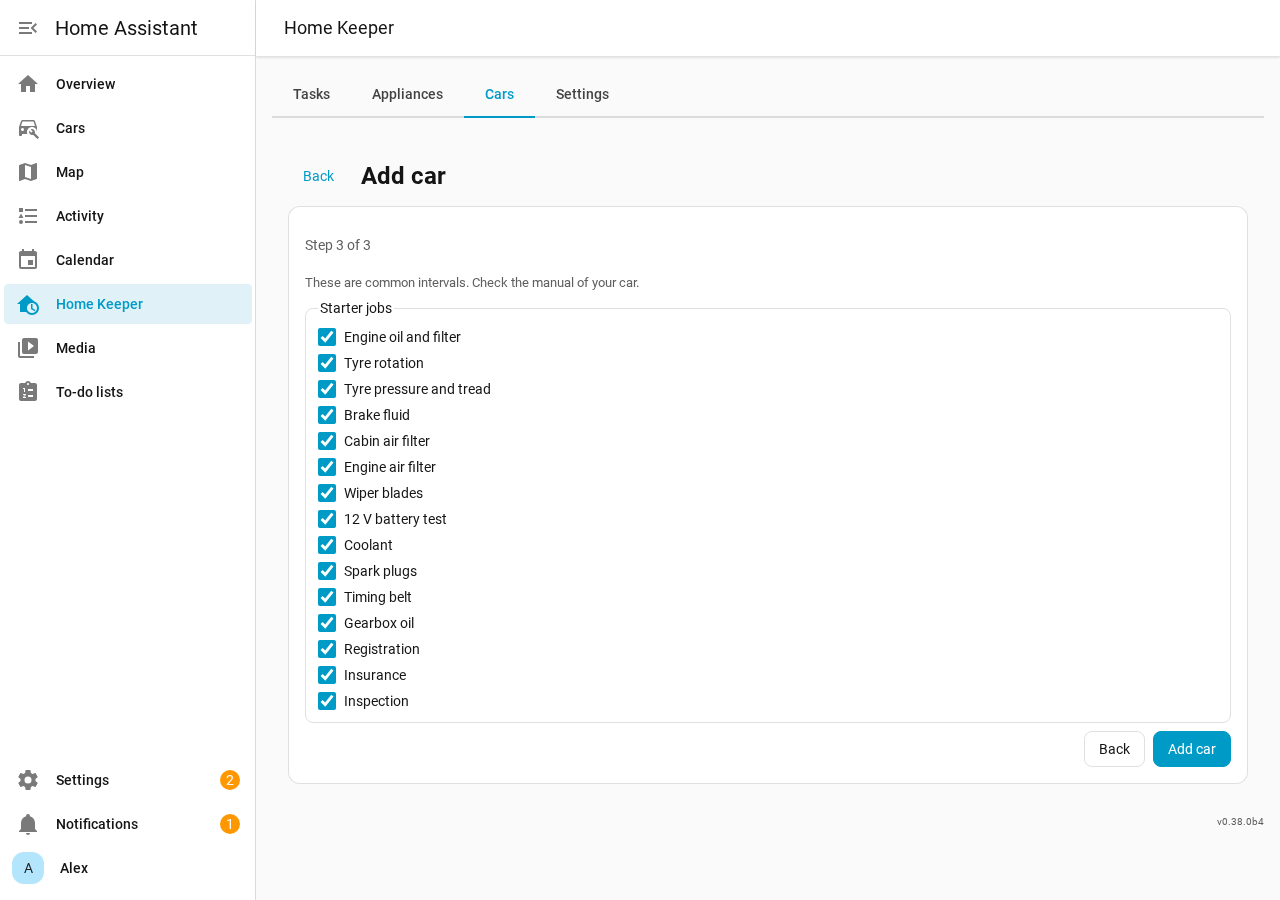 Home Assistant
Overview
Cars
Map
Activity
Calendar
Home Keeper
Media
To-do lists
Settings 2
Notifications 1
A Alex
Home Keeper
Tasks Appliances Cars Settings
Back Add car
Step 3 of 3
These are common intervals. Check the manual of your car.
Starter jobs
Engine oil and filter
Tyre rotation
Tyre pressure and tread
Brake fluid
Cabin air filter
Engine air filter
Wiper blades
12 V battery test
Coolant
Spark plugs
Timing belt
Gearbox oil
Registration
Insurance
Inspection
Back Add car
v0.38.0b4